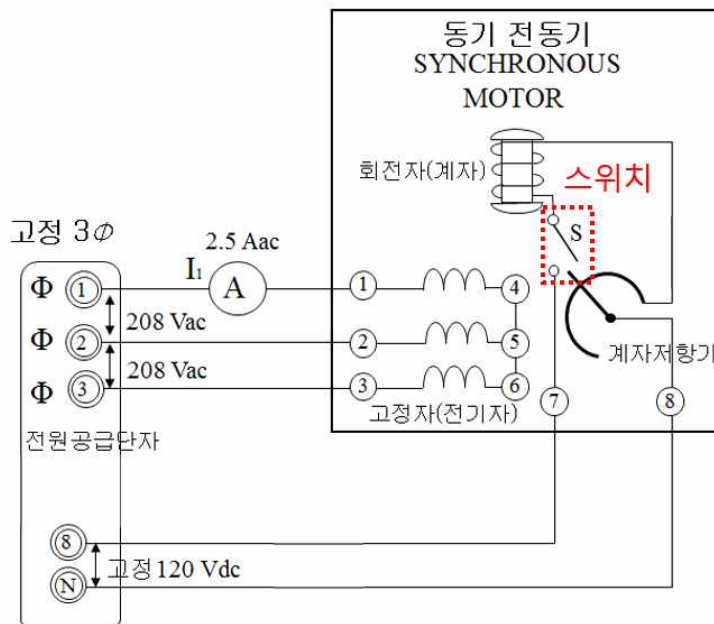 동기 전동기
SYNCHRONOUS
MOTOR
회전자(계자)
스위치
S
고정 3Φ
2.5 Aac
I₁
A
Φ 1
1
4
208 Vac
Φ 2
2
5
계자저항기
208 Vac
Φ 3
3
6
고정자(전기자)
7
8
전원공급단자
8
고정 120 Vdc
N